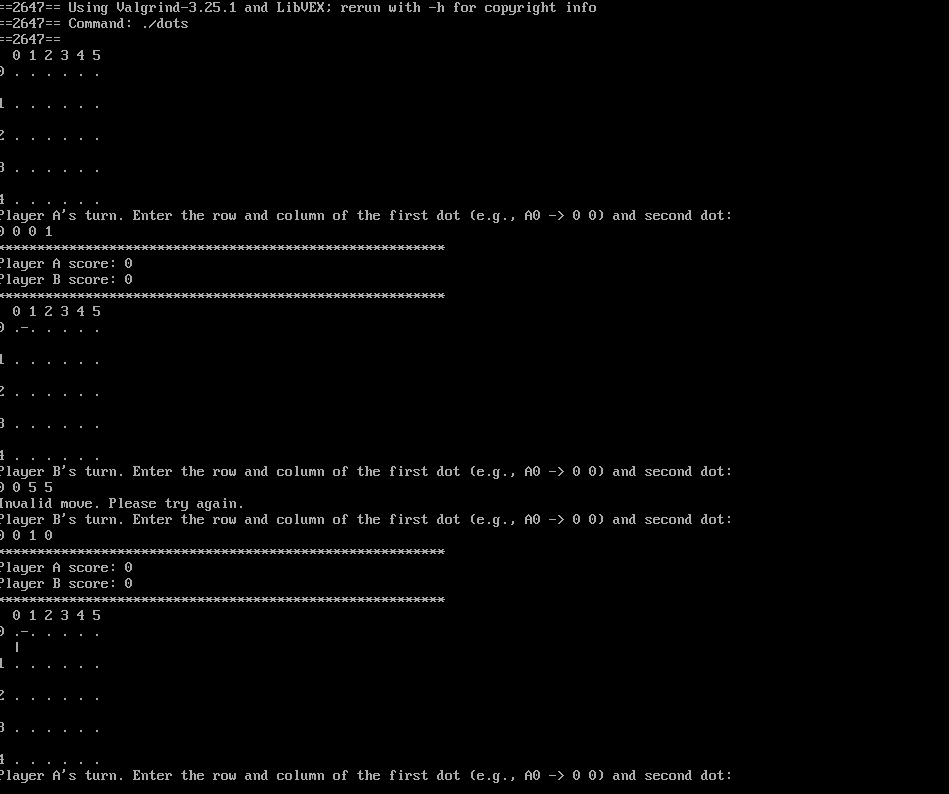 ==2647== Using Valgrind-3.25.1 and LibVEX; rerun with -h for copyright info
==2647== Command: ./dots
==2647==
  0 1 2 3 4 5
0 . . . . . .
1 . . . . . .
2 . . . . . .
3 . . . . . .
4 . . . . . .
Player A's turn. Enter the row and column of the first dot (e.g., A0 -> 0 0) and second dot:
0 0 0 1
********************************************************
Player A score: 0
Player B score: 0
********************************************************
  0 1 2 3 4 5
0 .-. . . . .
1 . . . . . .
2 . . . . . .
3 . . . . . .
4 . . . . . .
Player B's turn. Enter the row and column of the first dot (e.g., A0 -> 0 0) and second dot:
0 0 5 5
Invalid move. Please try again.
Player B's turn. Enter the row and column of the first dot (e.g., A0 -> 0 0) and second dot:
0 0 1 0
********************************************************
Player A score: 0
Player B score: 0
********************************************************
  0 1 2 3 4 5
0 .-. . . . .
  |
1 . . . . . .
2 . . . . . .
3 . . . . . .
4 . . . . . .
Player A's turn. Enter the row and column of the first dot (e.g., A0 -> 0 0) and second dot: